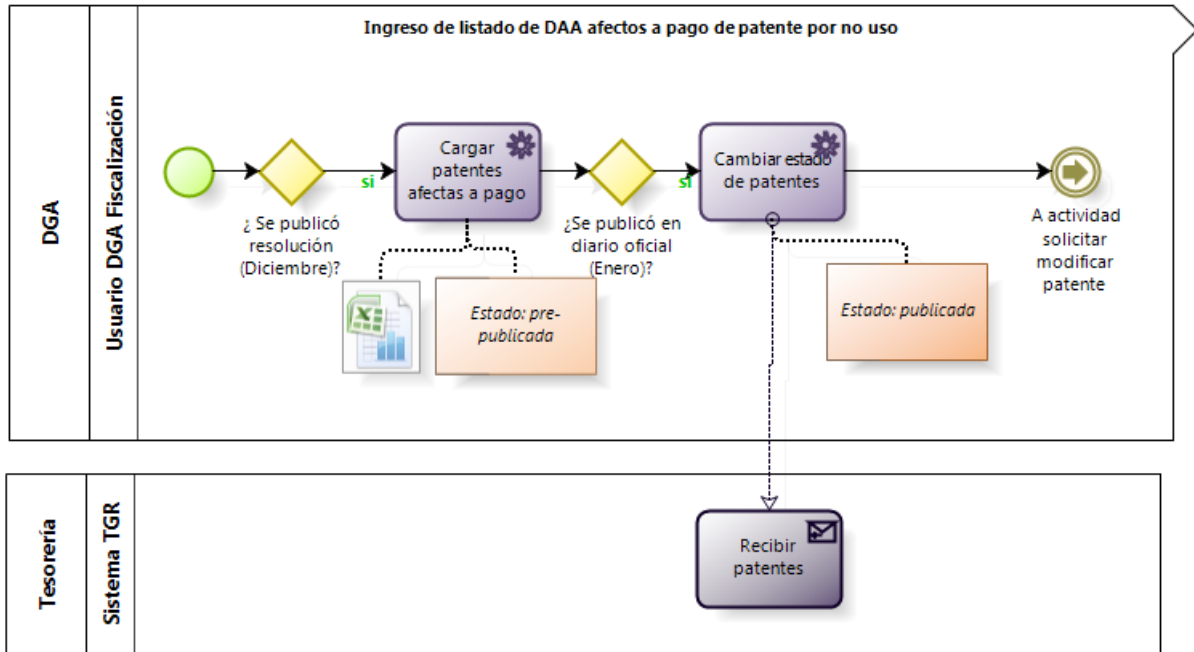 Ingreso de listado de DAA afectos a pago de patente por no uso
DGA
Usuario DGA Fiscalización
¿ Se publicó
resolución
(Diciembre)?
si
Cargar
patentes
afectas a pago
Estado: pre-
publicada
¿Se publicó en
diario oficial
(Enero)?
si
Cambiar estado
de patentes
Estado: publicada
A actividad
solicitar
modificar
patente
Tesorería
Sistema TGR
Recibir
patentes